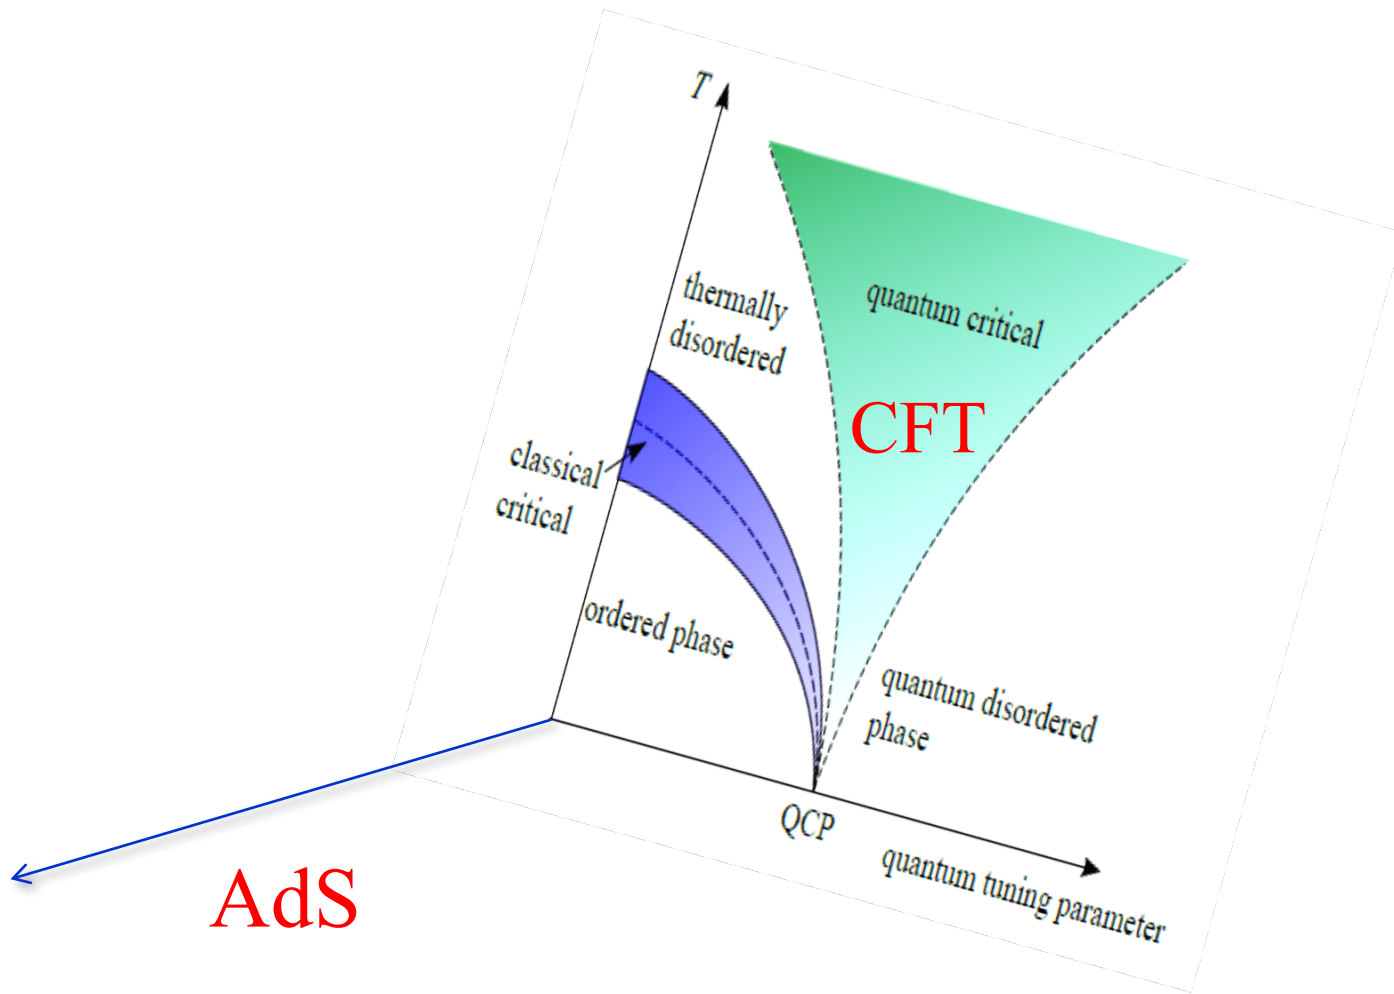 T
thermally
disordered
quantum critical
CFT
classical
critical
ordered phase
quantum disordered
phase
QCP
quantum tuning parameter
AdS